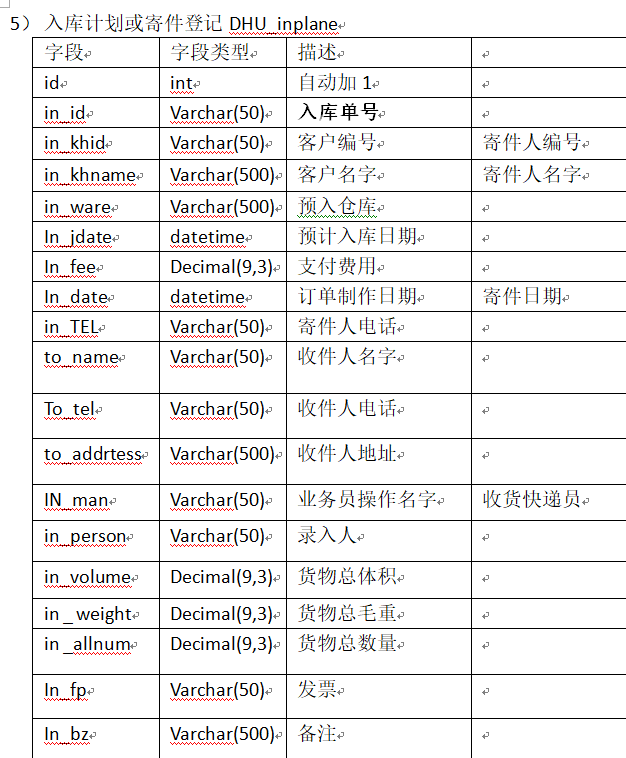 5） 入库计划或寄件登记 DHU_inplane
字段 字段类型 描述
id int 自动加 1
in_id Varchar(50) 入库单号
in_khid Varchar(50) 客户编号 寄件人编号
in_khname Varchar(500) 客户名字 寄件人名字
in_ware Varchar(500) 预入仓库
In_jdate datetime 预计入库日期
In_fee Decimal(9,3) 支付费用
In_date datetime 订单制作日期 寄件日期
in_TEL Varchar(50) 寄件人电话
to_name Varchar(50) 收件人名字
To_tel Varchar(50) 收件人电话
to_addrtess Varchar(500) 收件人地址
IN_man Varchar(50) 业务员操作名字 收货快递员
in_person Varchar(50) 录入人
in_volume Decimal(9,3) 货物总体积
in _ weight Decimal(9,3) 货物总毛重
in _allnum Decimal(9,3) 货物总数量
In_fp Varchar(50) 发票
In_bz Varchar(500) 备注